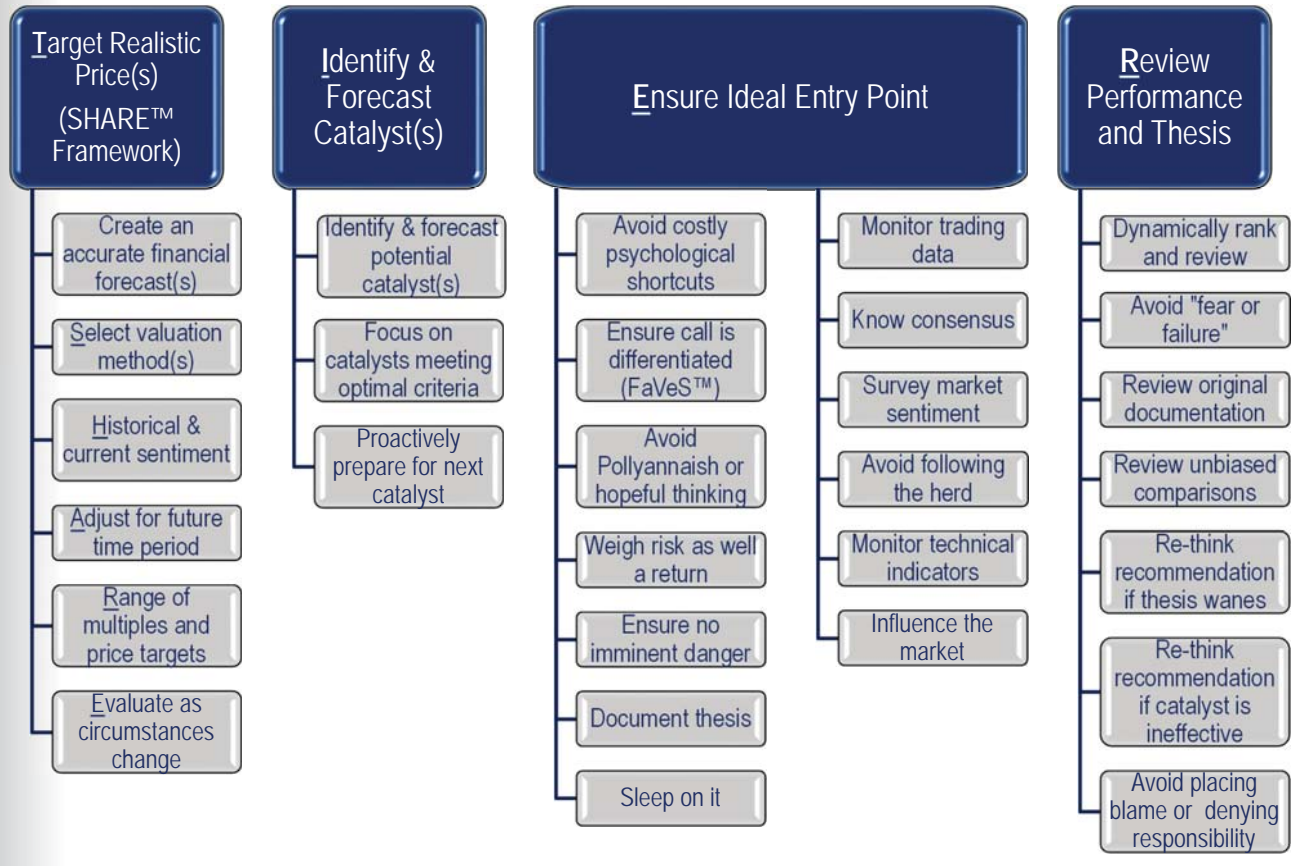 Target Realistic
Price(s)
(SHARE™
Framework)
Create an
accurate financial
forecast(s)
Select valuation
method(s)
Historical &
current sentiment
Adjust for future
time period
Range of
multiples and
price targets
Evaluate as
circumstances
change
Identify &
Forecast
Catalyst(s)
Identify & forecast
potential
catalyst(s)
Focus on
catalysts meeting
optimal criteria
Proactively
prepare for next
catalyst
Ensure Ideal Entry Point
Avoid costly
psychological
shortcuts
Ensure call is
differentiated
(FaVeS™)
Avoid
Pollyannaish or
hopeful thinking
Weigh risk as well
a return
Ensure no
imminent danger
Document thesis
Sleep on it
Monitor trading
data
Know consensus
Survey market
sentiment
Avoid following
the herd
Monitor technical
indicators
Influence the
market
Review
Performance
and Thesis
Dynamically rank
and review
Avoid "fear or
failure"
Review original
documentation
Review unbiased
comparisons
Re-think
recommendation
if thesis wanes
Re-think
recommendation
if catalyst is
ineffective
Avoid placing
blame or denying
responsibility